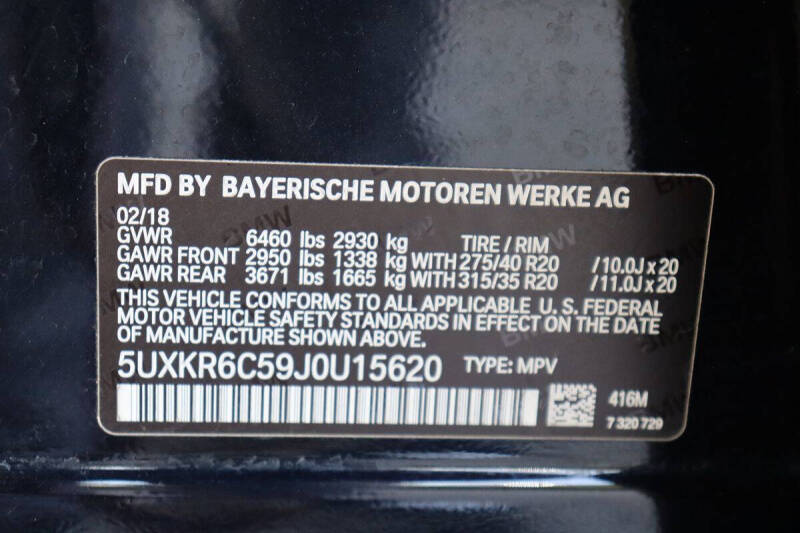 MFD BY BAYERISCHE MOTOREN WERKE AG
02/18
GVWR 6460 lbs 2930 kg TIRE / RIM
GAWR FRONT 2950 lbs 1338 kg WITH 275/40 R20 /10.0J x 20
GAWR REAR 3671 lbs 1665 kg WITH 315/35 R20 /11.0J x 20
THIS VEHICLE CONFORMS TO ALL APPLICABLE U. S. FEDERAL
MOTOR VEHICLE SAFETY STANDARDS IN EFFECT ON THE DATE
OF MANUFACTURE SHOWN ABOVE.
5UXKR6C59J0U15620 TYPE: MPV
416M
7 320 729